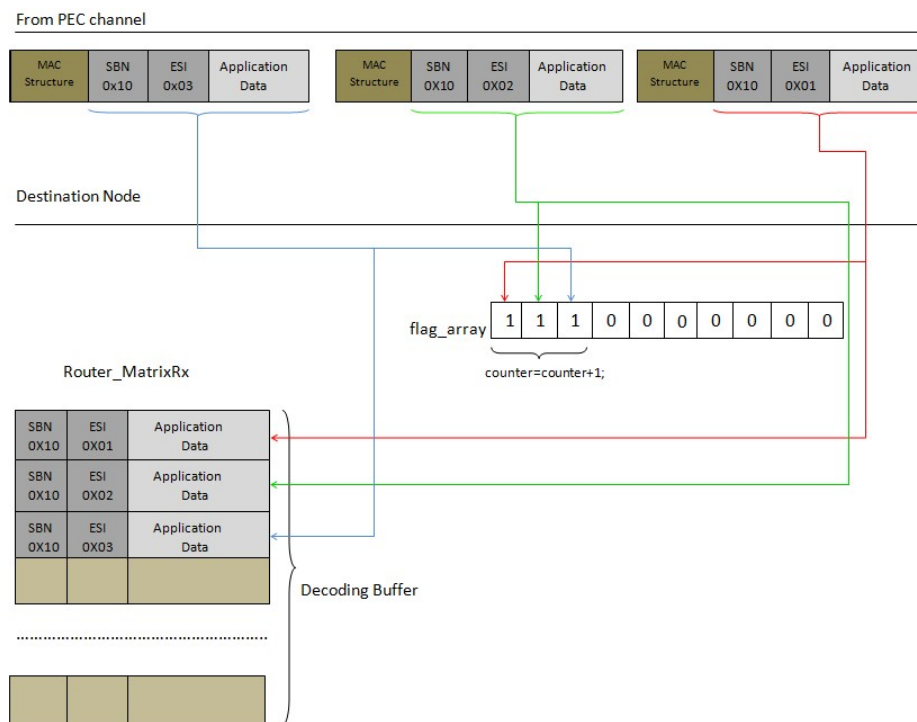 From PEC channel
MAC Structure
SBN 0x10
ESI 0x03
Application Data
MAC Structure
SBN 0X10
ESI 0X02
Application Data
MAC Structure
SBN 0X10
ESI 0X01
Application Data
Destination Node
flag_array
1 1 1 0 0 0 0 0 0 0
counter=counter+1;
Router_MatrixRx
SBN 0X10
ESI 0X01
Application Data
SBN 0X10
ESI 0X02
Application Data
SBN 0X10
ESI 0X03
Application Data
Decoding Buffer